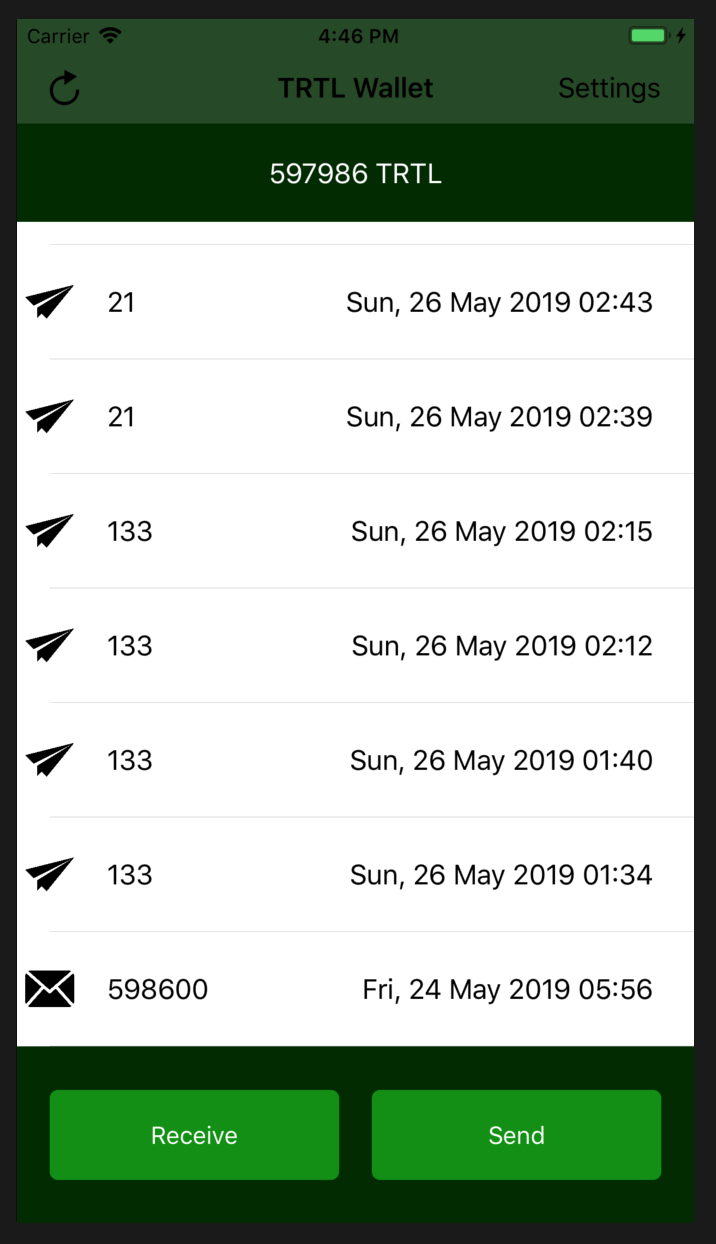 Carrier 4:46 PM
TRTL Wallet Settings
597986 TRTL
21 Sun, 26 May 2019 02:43
21 Sun, 26 May 2019 02:39
133 Sun, 26 May 2019 02:15
133 Sun, 26 May 2019 02:12
133 Sun, 26 May 2019 01:40
133 Sun, 26 May 2019 01:34
598600 Fri, 24 May 2019 05:56
Receive Send